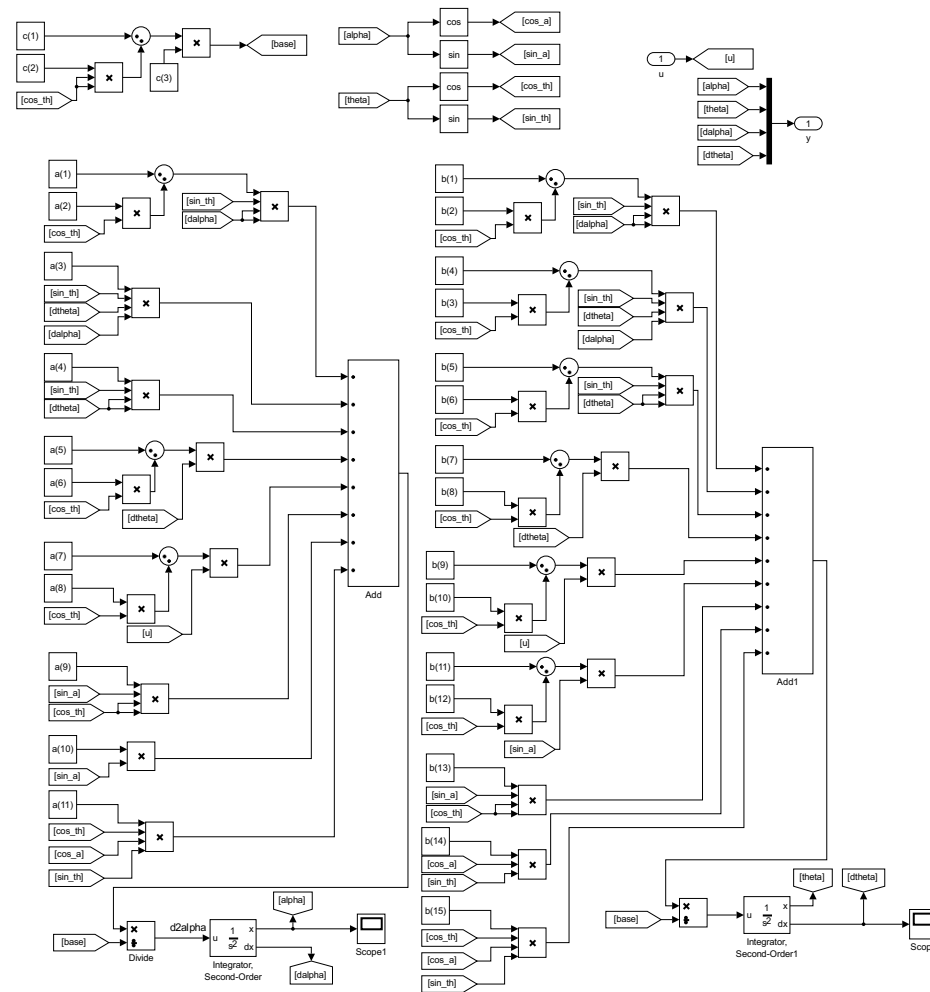 c(1)
c(2)
[cos_th]
c(3)
[base]
[alpha]
cos
[cos_a]
sin
[sin_a]
[theta]
cos
[cos_th]
sin
[sin_th]
1
u
[u]
[alpha]
[theta]
[dalpha]
[dtheta]
1
y
a(1)
a(2)
[cos_th]
[sin_th]
[dalpha]
a(3)
[sin_th]
[dtheta]
[dalpha]
a(4)
[sin_th]
[dtheta]
a(5)
a(6)
[cos_th]
[dtheta]
a(7)
a(8)
[cos_th]
[u]
a(9)
[sin_a]
[cos_th]
a(10)
[sin_a]
a(11)
[cos_th]
[cos_a]
[sin_th]
Add
[base]
Divide
d2alpha
u
1
s2
x
dx
Integrator,
Second-Order
[alpha]
[dalpha]
Scope1
b(1)
b(2)
[cos_th]
[sin_th]
[dalpha]
b(4)
b(3)
[cos_th]
[sin_th]
[dtheta]
[dalpha]
b(5)
b(6)
[cos_th]
[sin_th]
[dtheta]
b(7)
b(8)
[cos_th]
[dtheta]
b(9)
b(10)
[cos_th]
[u]
b(11)
b(12)
[cos_th]
[sin_a]
b(13)
[sin_a]
[cos_th]
b(14)
[cos_a]
[sin_th]
b(15)
[cos_th]
[cos_a]
[sin_th]
Add1
[base]
u
1
s2
x
dx
Integrator,
Second-Order1
[theta]
[dtheta]
Scop